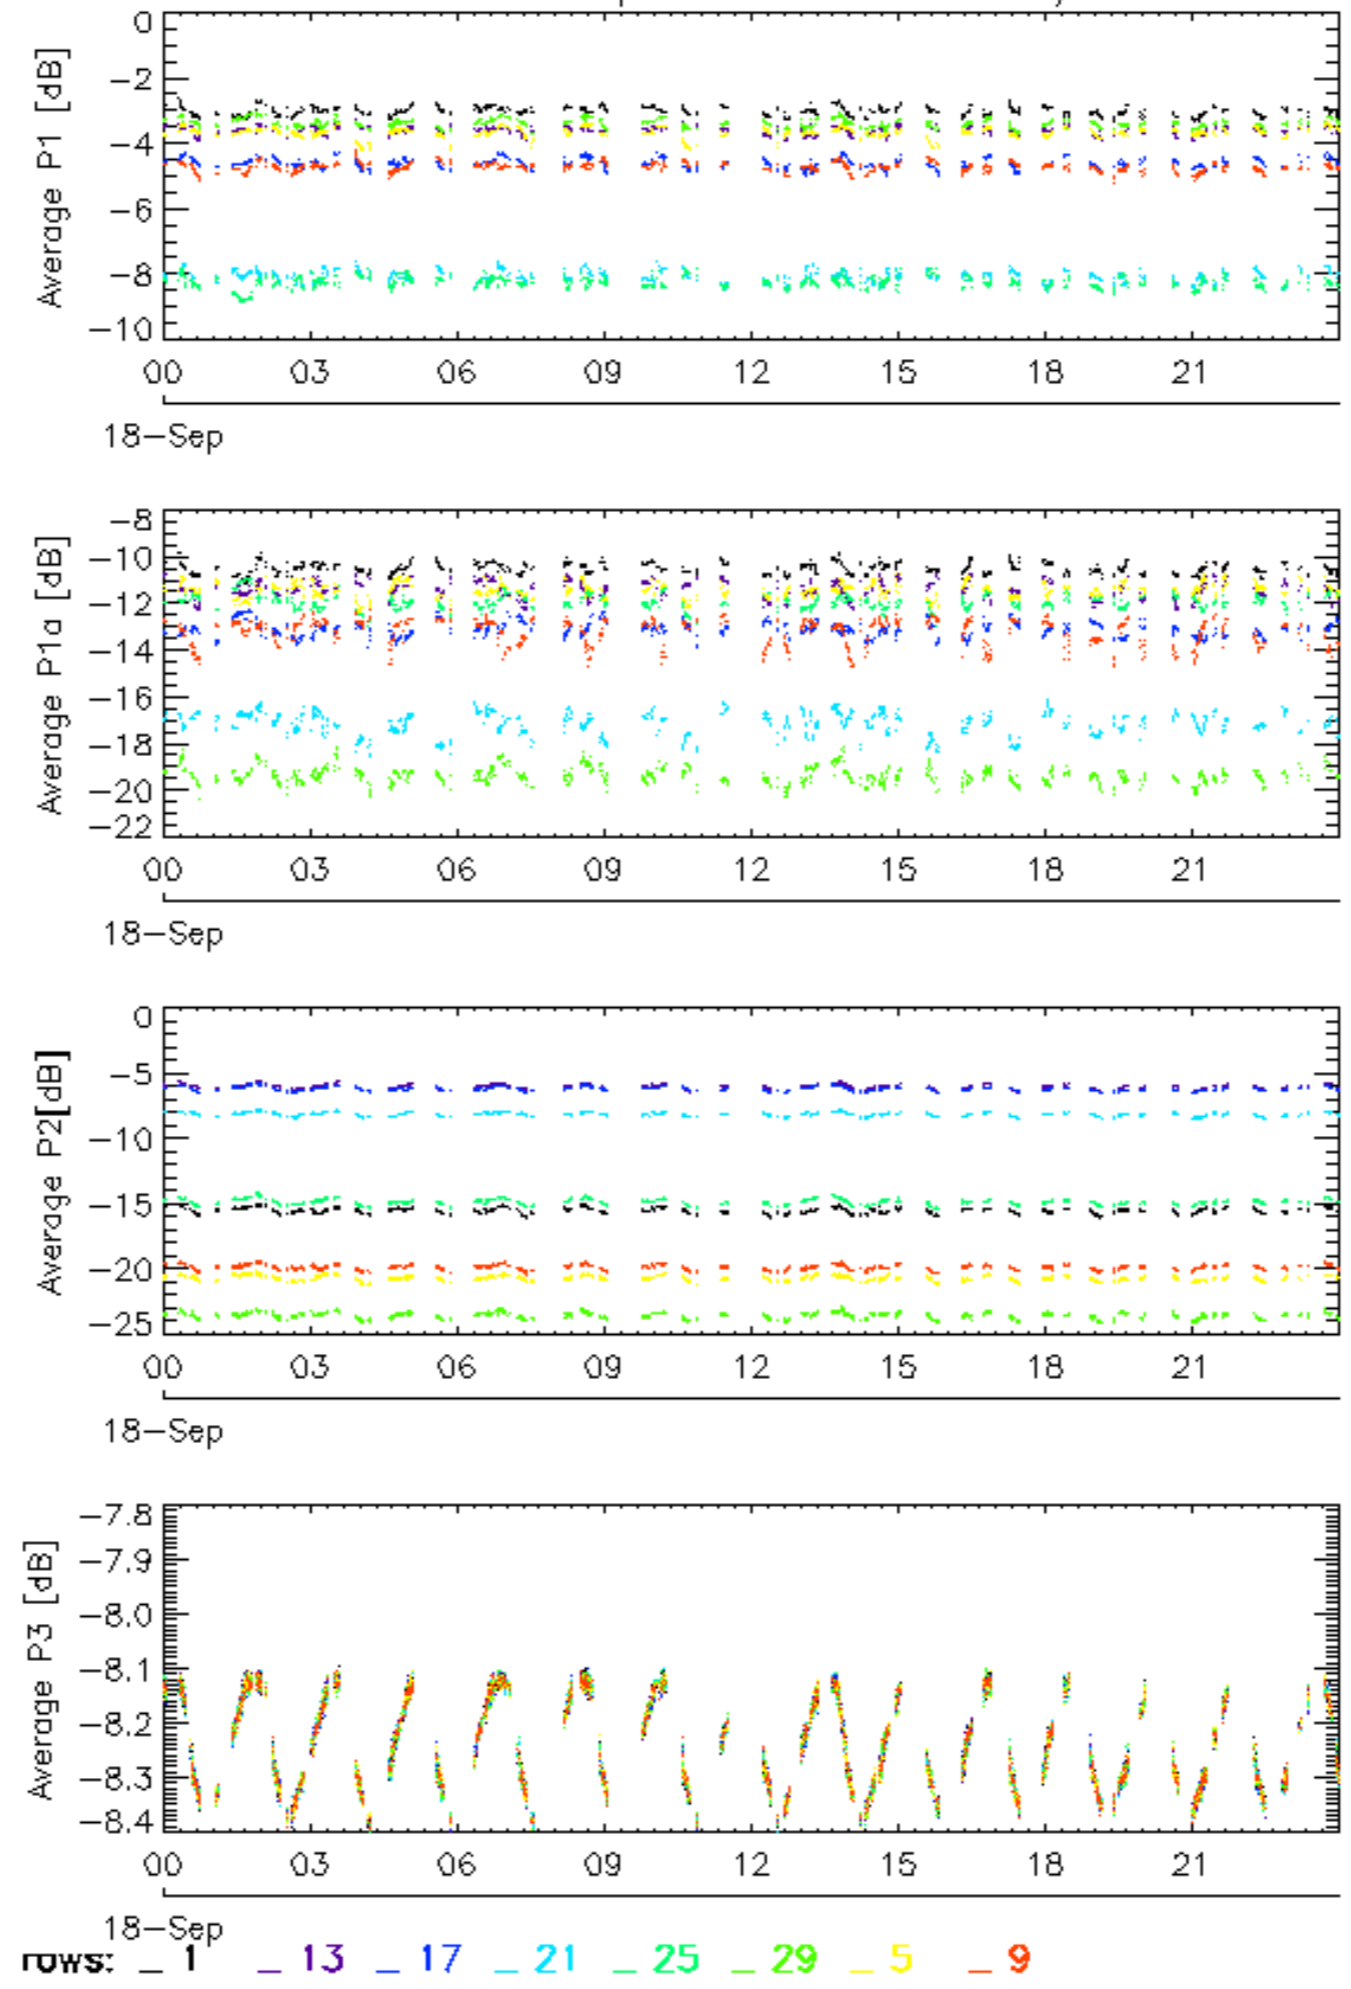 Average P1 [dB]
0
−2
−4
−6
−8
−10
00 03 06 09 12 15 18 21
18−Sep
Average P1a [dB]
−8
−10
−12
−14
−16
−18
−20
−22
00 03 06 09 12 15 18 21
18−Sep
Average P2[dB]
0
−5
−10
−15
−20
−25
00 03 06 09 12 15 18 21
18−Sep
Average P3 [dB]
−7.8
−7.9
−8.0
−8.1
−8.2
−8.3
−8.4
00 03 06 09 12 15 18 21
18−Sep
rows: _ 1 _ 13 _ 17 _ 21 _ 25 _ 29 _ 5 _ 9